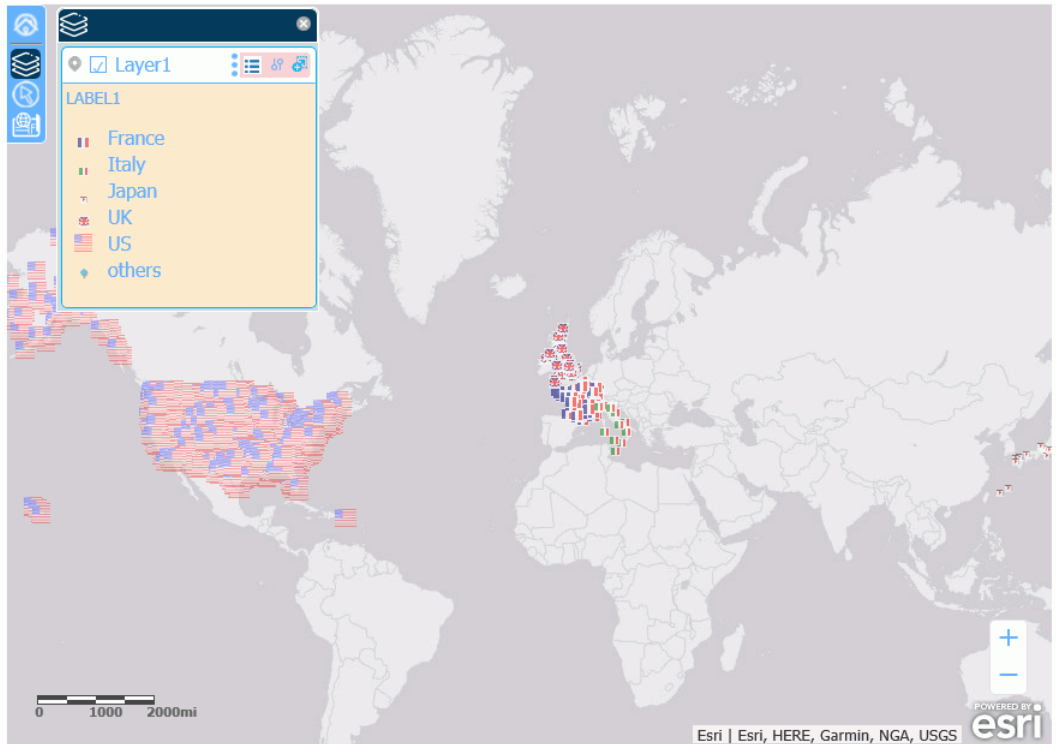 Layer1
LABEL1
France
Italy
Japan
UK
US
others
0 1000 2000mi
+
−
POWERED BY
esri
Esri | Esri, HERE, Garmin, NGA, USGS